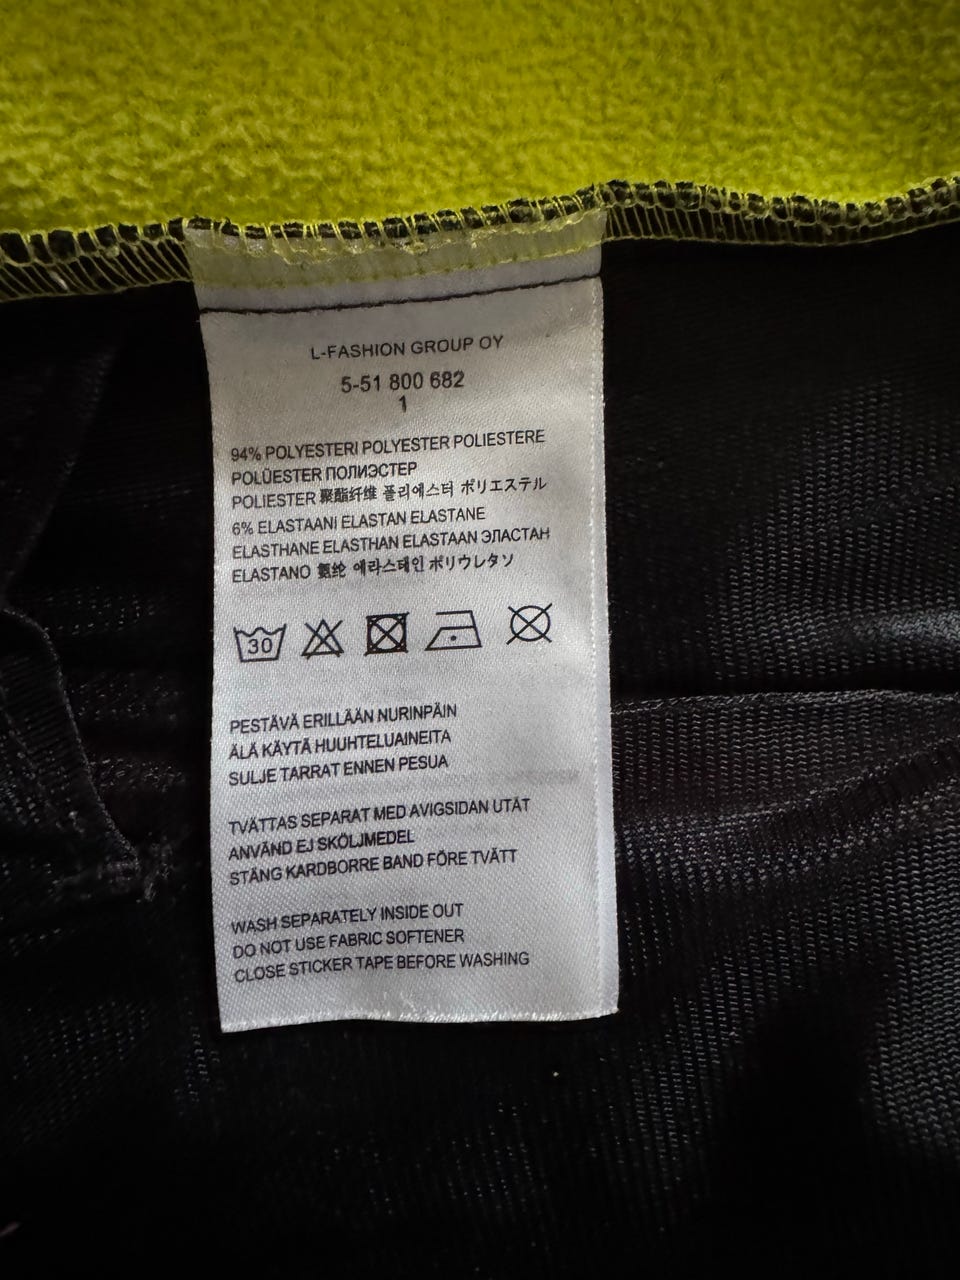 L-FASHION GROUP OY
5-51 800 682
1
94% POLYESTERI POLYESTER POLIESTERE
POLÜESTER ПОЛИЭСТЕР
POLIESTER 聚酯纤维 폴리에스터 ポリエステル
6% ELASTAANI ELASTAN ELASTANE
ELASTHANE ELASTHAN ELASTAAN ЭЛАСТАН
ELASTANO 氨纶 에라스테인 ポリウレタソ
30
PESTÄVÄ ERILLÄÄN NURINPÄIN
ÄLÄ KÄYTÄ HUUHTELUAINEITA
SULJE TARRAT ENNEN PESUA
TVÄTTAS SEPARAT MED AVIGSIDAN UTÅT
ANVÄND EJ SKÖLJMEDEL
STÄNG KARDBORRE BAND FÖRE TVÄTT
WASH SEPARATELY INSIDE OUT
DO NOT USE FABRIC SOFTENER
CLOSE STICKER TAPE BEFORE WASHING